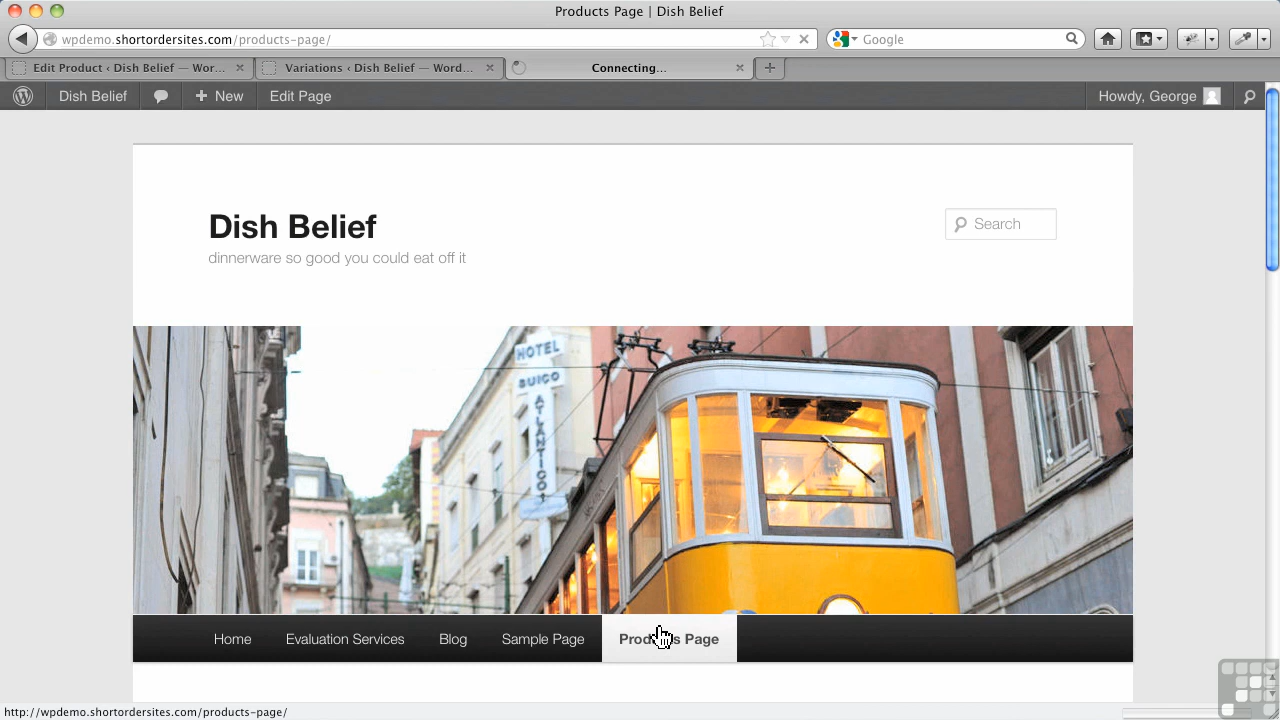 Products Page | Dish Belief
wpdemo.shortordersites.com/products-page/
Google
Edit Product ‹ Dish Belief — Wor...
Variations ‹ Dish Belief — Word...
Connecting...
Dish Belief
New
Edit Page
Howdy, George
Dish Belief
dinnerware so good you could eat off it
Search
HOTEL
SUIÇO
ATLANTICO
Home
Evaluation Services
Blog
Sample Page
Products Page
http://wpdemo.shortordersites.com/products-page/